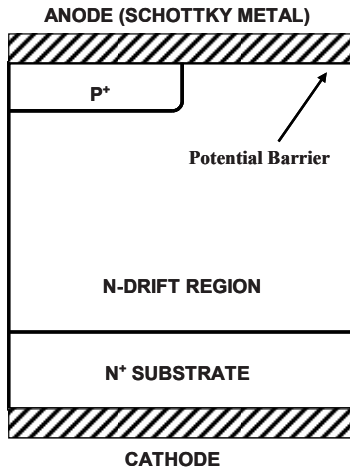 ANODE (SCHOTTKY METAL)
P⁺
Potential Barrier
N-DRIFT REGION
N⁺ SUBSTRATE
CATHODE